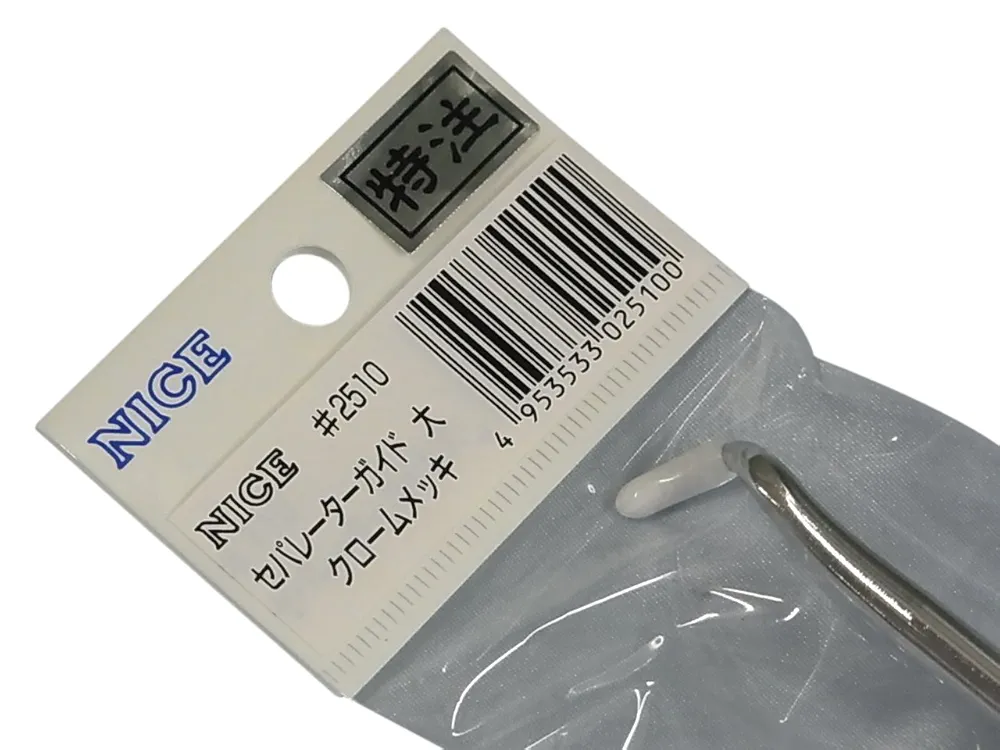 特注
NICE
4 953533 025100
NICE #2510
セパレーターガイド 大
クロームメッキ